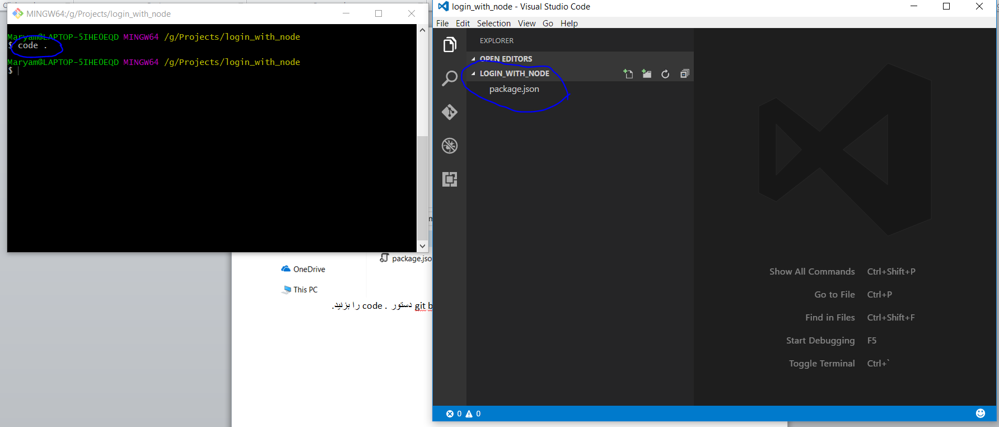 MINGW64:/g/Projects/login_with_node
Maryam@LAPTOP-5IHE0EQD MINGW64 /g/Projects/login_with_node
$ code .
Maryam@LAPTOP-5IHE0EQD MINGW64 /g/Projects/login_with_node
$
OneDrive
This PC
package.jso
git b دستور code . را بزنید.
login_with_node - Visual Studio Code
File Edit Selection View Go Help
EXPLORER
OPEN EDITORS
LOGIN_WITH_NODE
package.json
Show All Commands Ctrl+Shift+P
Go to File Ctrl+P
Find in Files Ctrl+Shift+F
Start Debugging F5
Toggle Terminal Ctrl+`
0 0